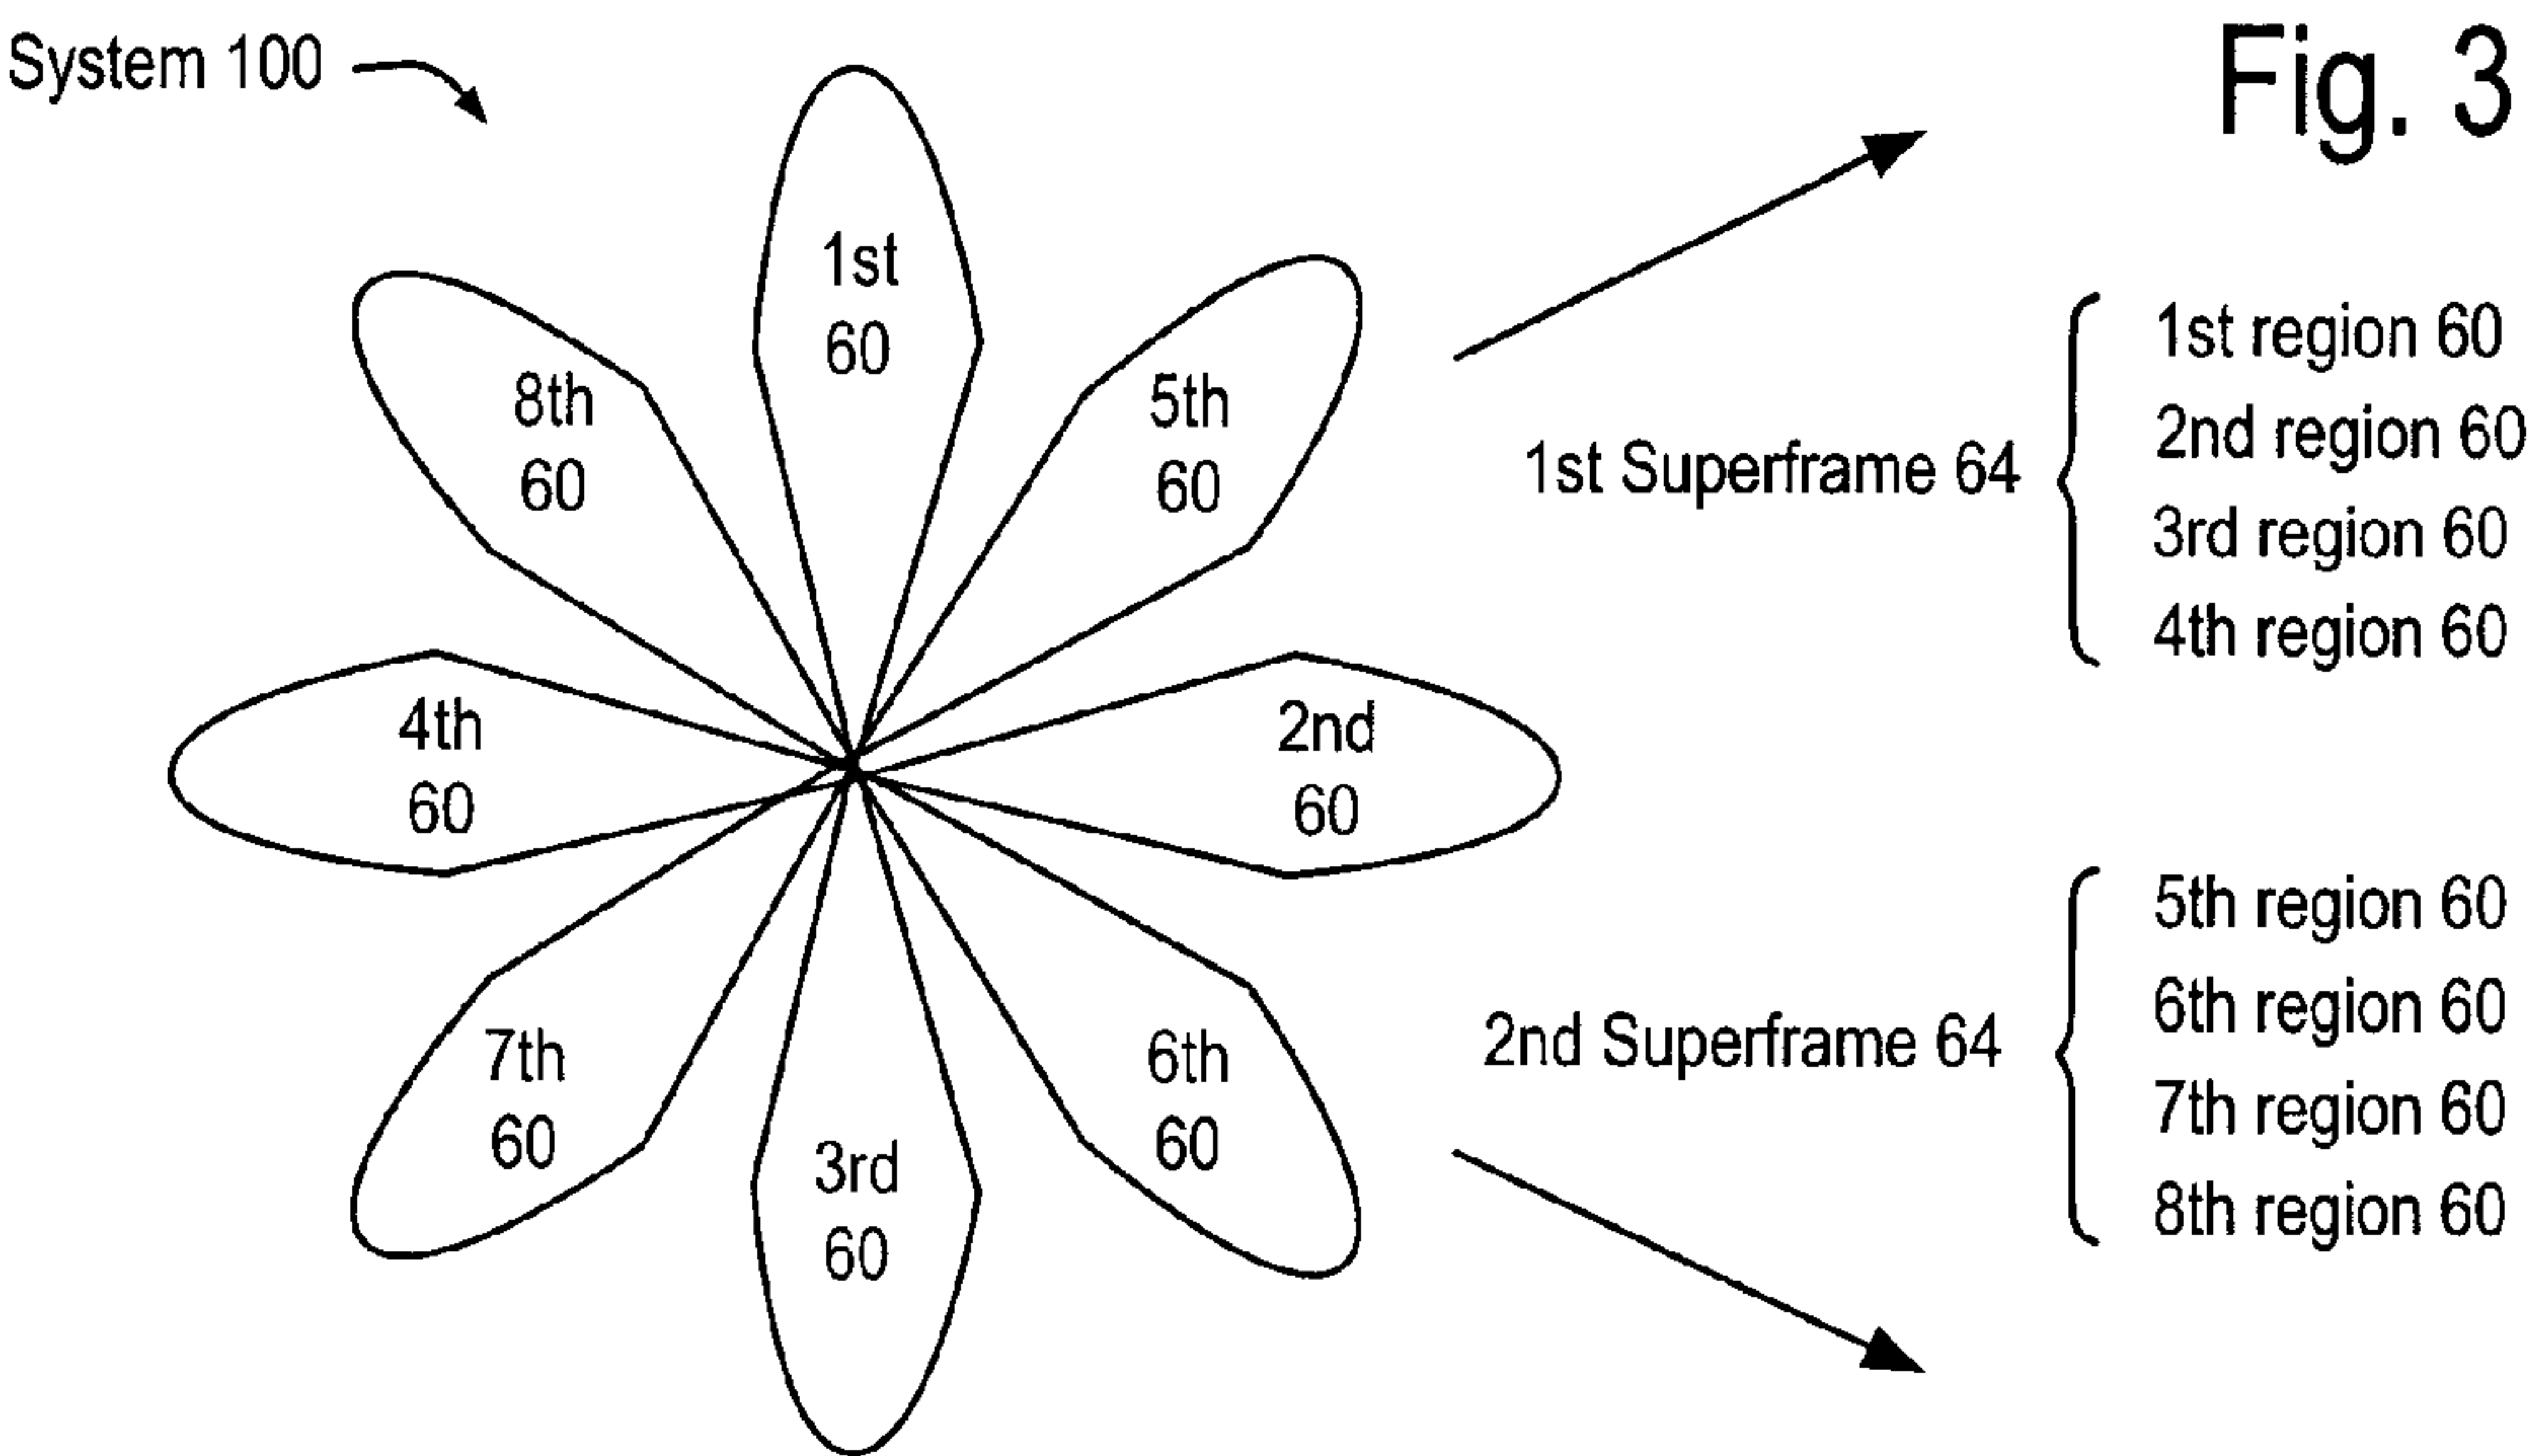 System 100
Fig. 3
1st
60
8th
60
5th
60
4th
60
2nd
60
7th
60
6th
60
3rd
60
1st Superframe 64
1st region 60
2nd region 60
3rd region 60
4th region 60
2nd Superframe 64
5th region 60
6th region 60
7th region 60
8th region 60